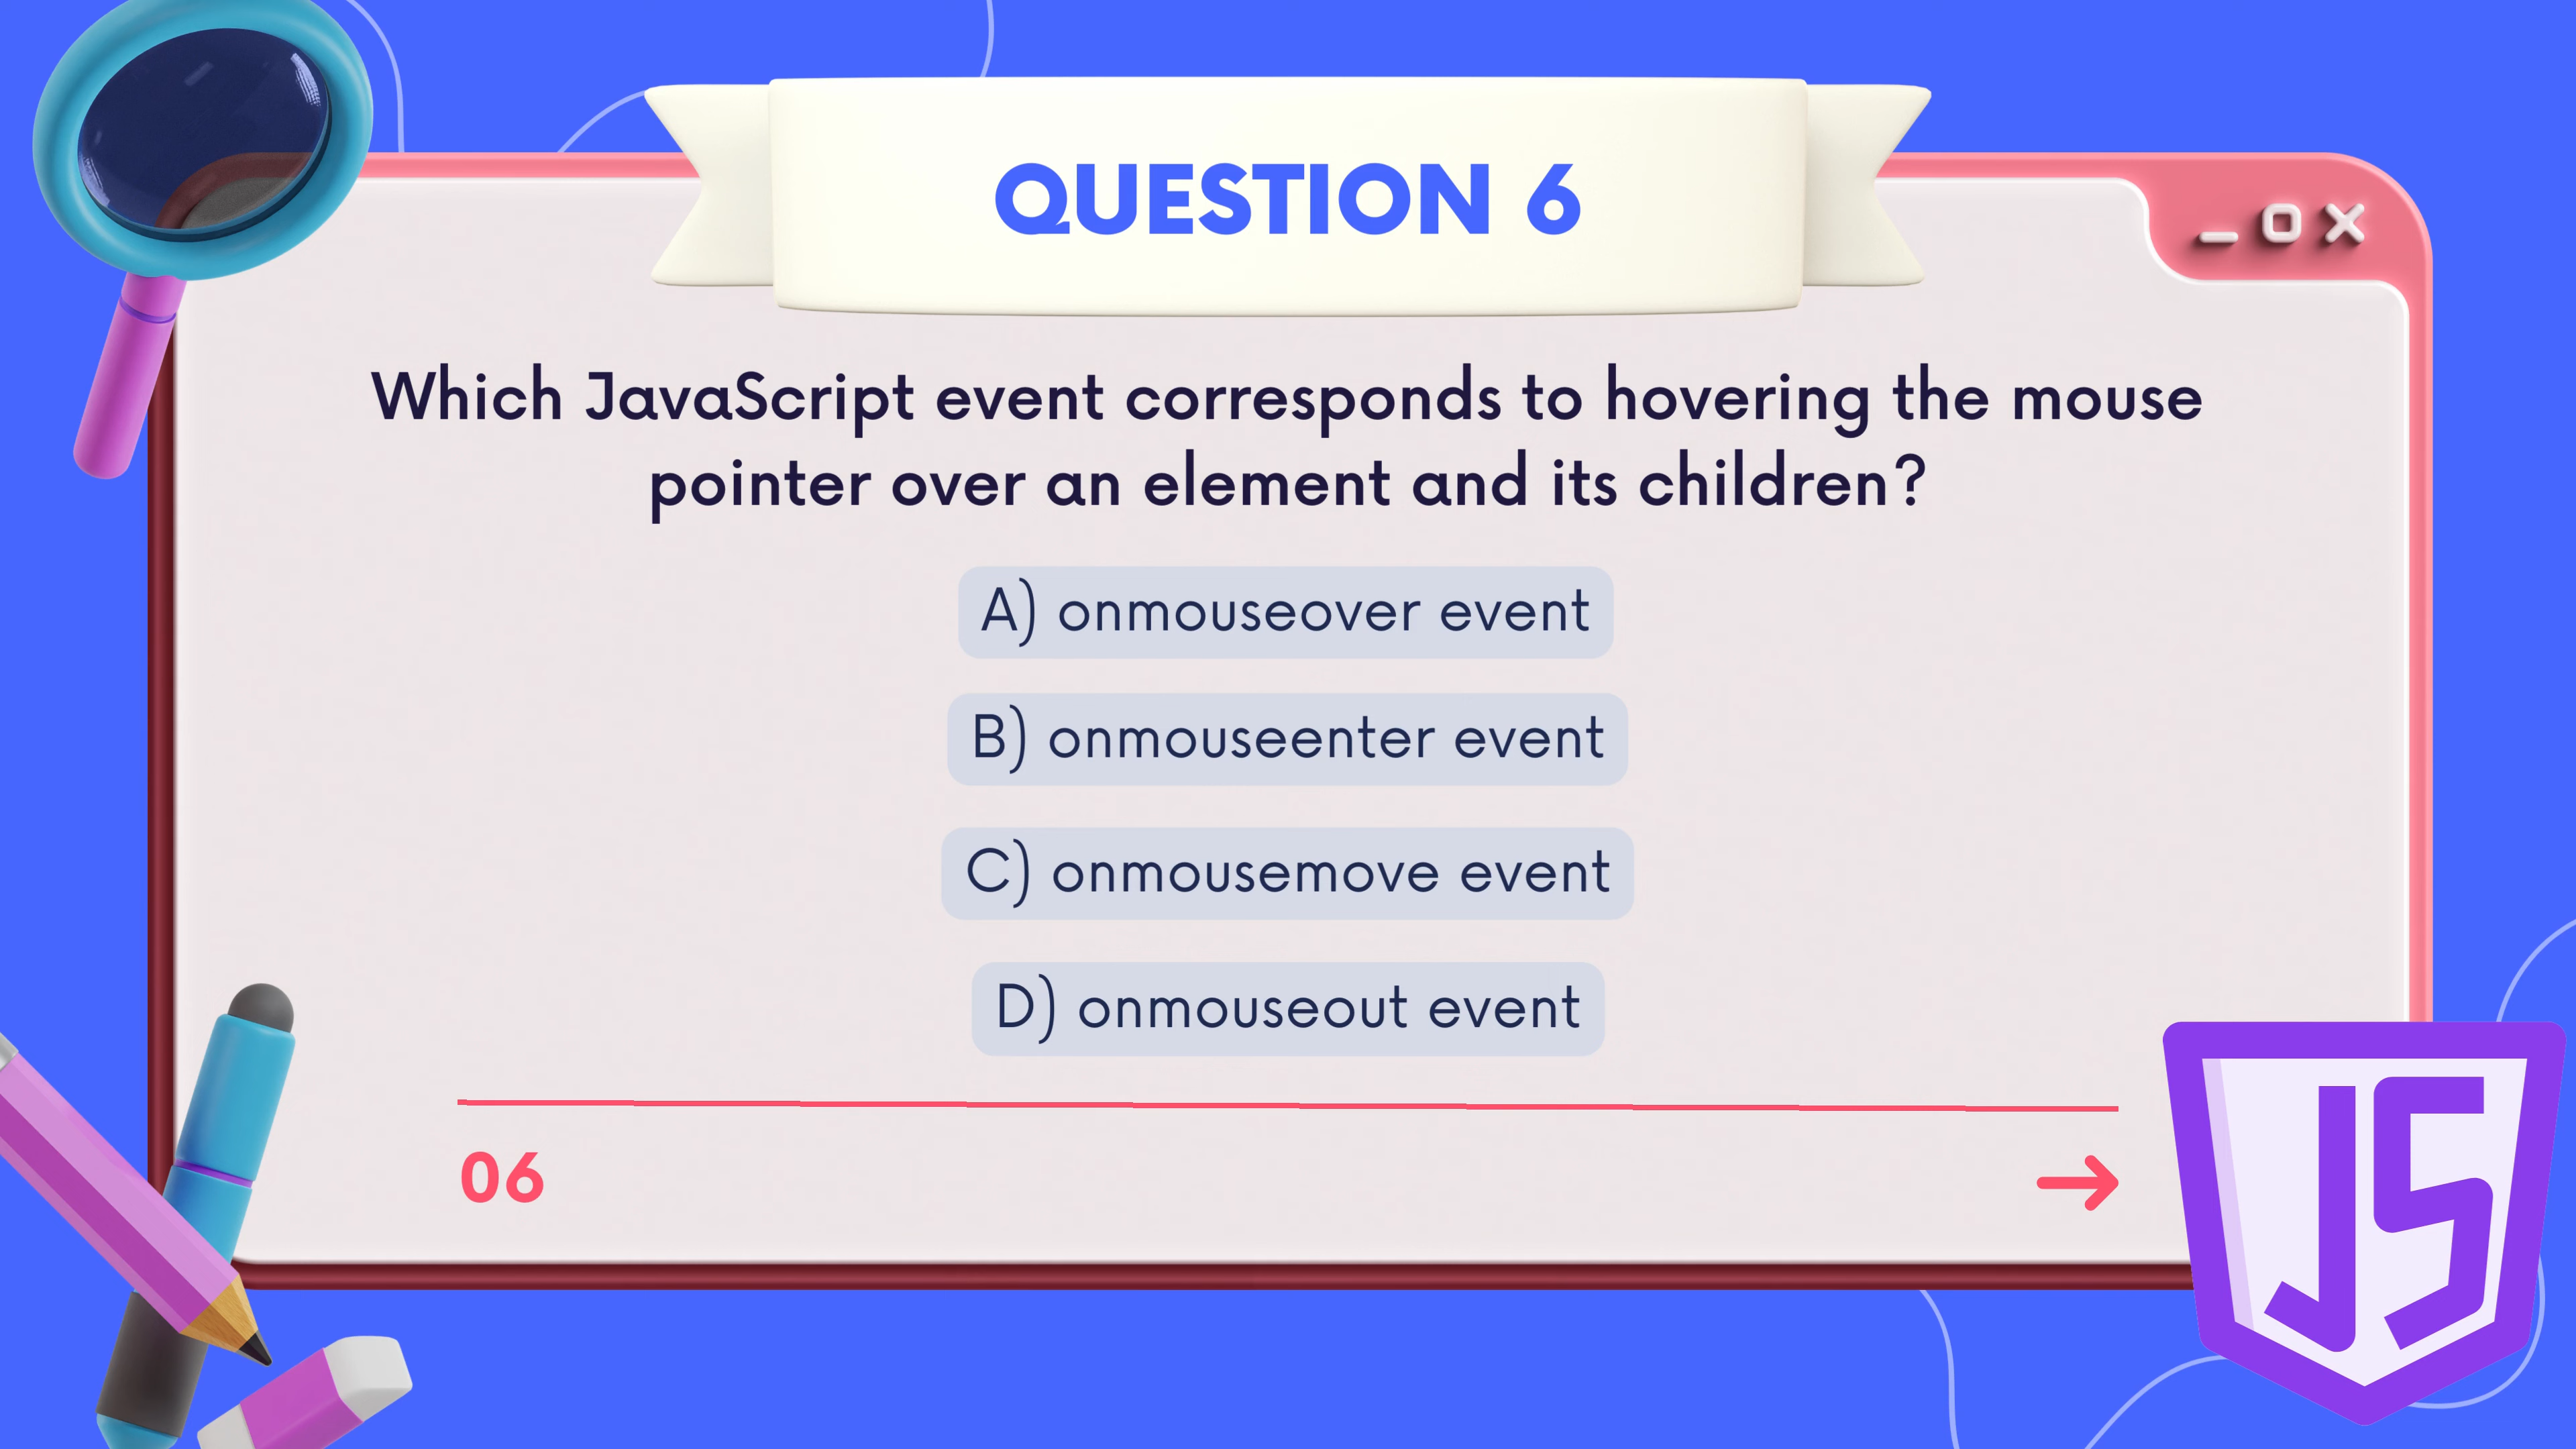 QUESTION 6
Which JavaScript event corresponds to hovering the mouse
pointer over an element and its children?
A) onmouseover event
B) onmouseenter event
C) onmousemove event
D) onmouseout event
06
JS